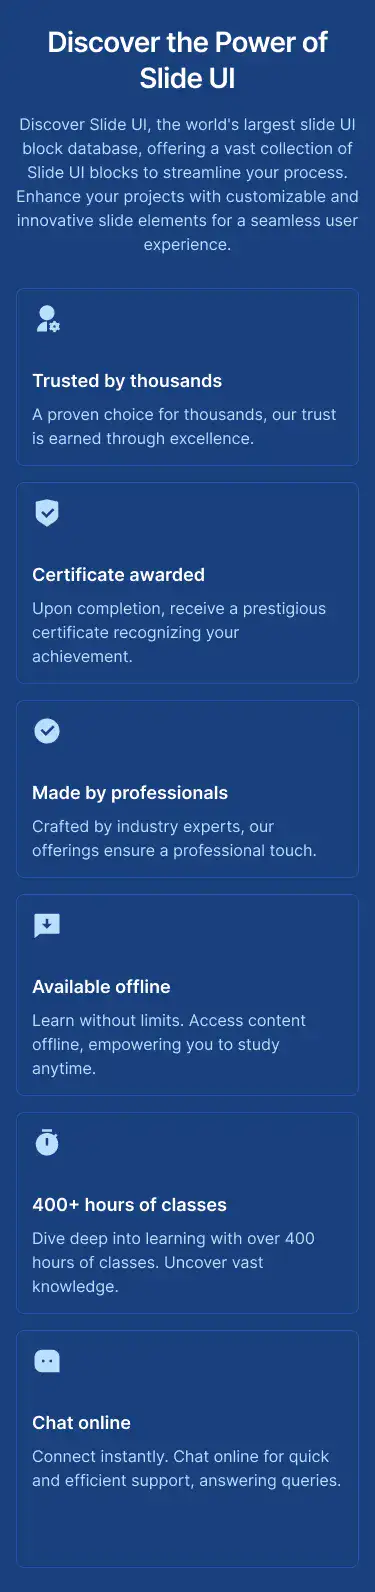 Discover the Power of
Slide UI
Discover Slide UI, the world's largest slide UI
block database, offering a vast collection of
Slide UI blocks to streamline your process.
Enhance your projects with customizable and
innovative slide elements for a seamless user
experience.
Trusted by thousands
A proven choice for thousands, our trust
is earned through excellence.
Certificate awarded
Upon completion, receive a prestigious
certificate recognizing your
achievement.
Made by professionals
Crafted by industry experts, our
offerings ensure a professional touch.
Available offline
Learn without limits. Access content
offline, empowering you to study
anytime.
400+ hours of classes
Dive deep into learning with over 400
hours of classes. Uncover vast
knowledge.
Chat online
Connect instantly. Chat online for quick
and efficient support, answering queries.